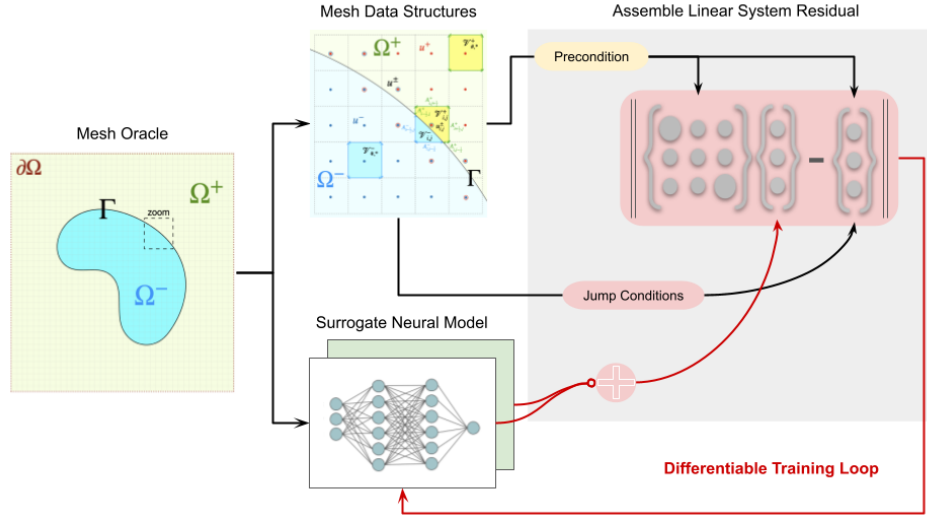 Mesh Data Structures
Assemble Linear System Residual
Ω⁺
u⁺
u±
Precondition
Mesh Oracle
u⁻
∂Ω
Ω⁺
Γ
zoom
Ω⁻
Γ
Ω⁻
Jump Conditions
Surrogate Neural Model
Differentiable Training Loop